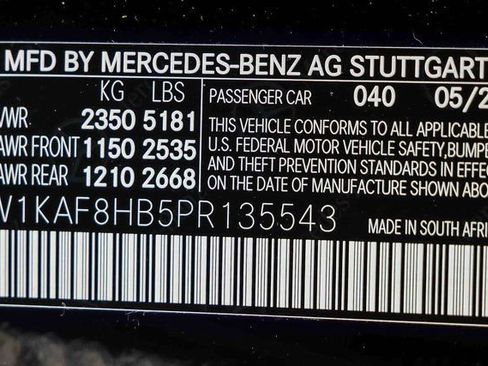 MFD BY MERCEDES-BENZ AG STUTTGART
KG LBS
PASSENGER CAR 040 05/2
VWR 2350 5181
THIS VEHICLE CONFORMS TO ALL APPLICABLE
AWR FRONT 1150 2535
U.S. FEDERAL MOTOR VEHICLE SAFETY, BUMPE
AND THEFT PREVENTION STANDARDS IN EFFEC
AWR REAR 1210 2668
ON THE DATE OF MANUFACTURE SHOWN ABO
W1KAF8HB5PR135543
MADE IN SOUTH AFRI